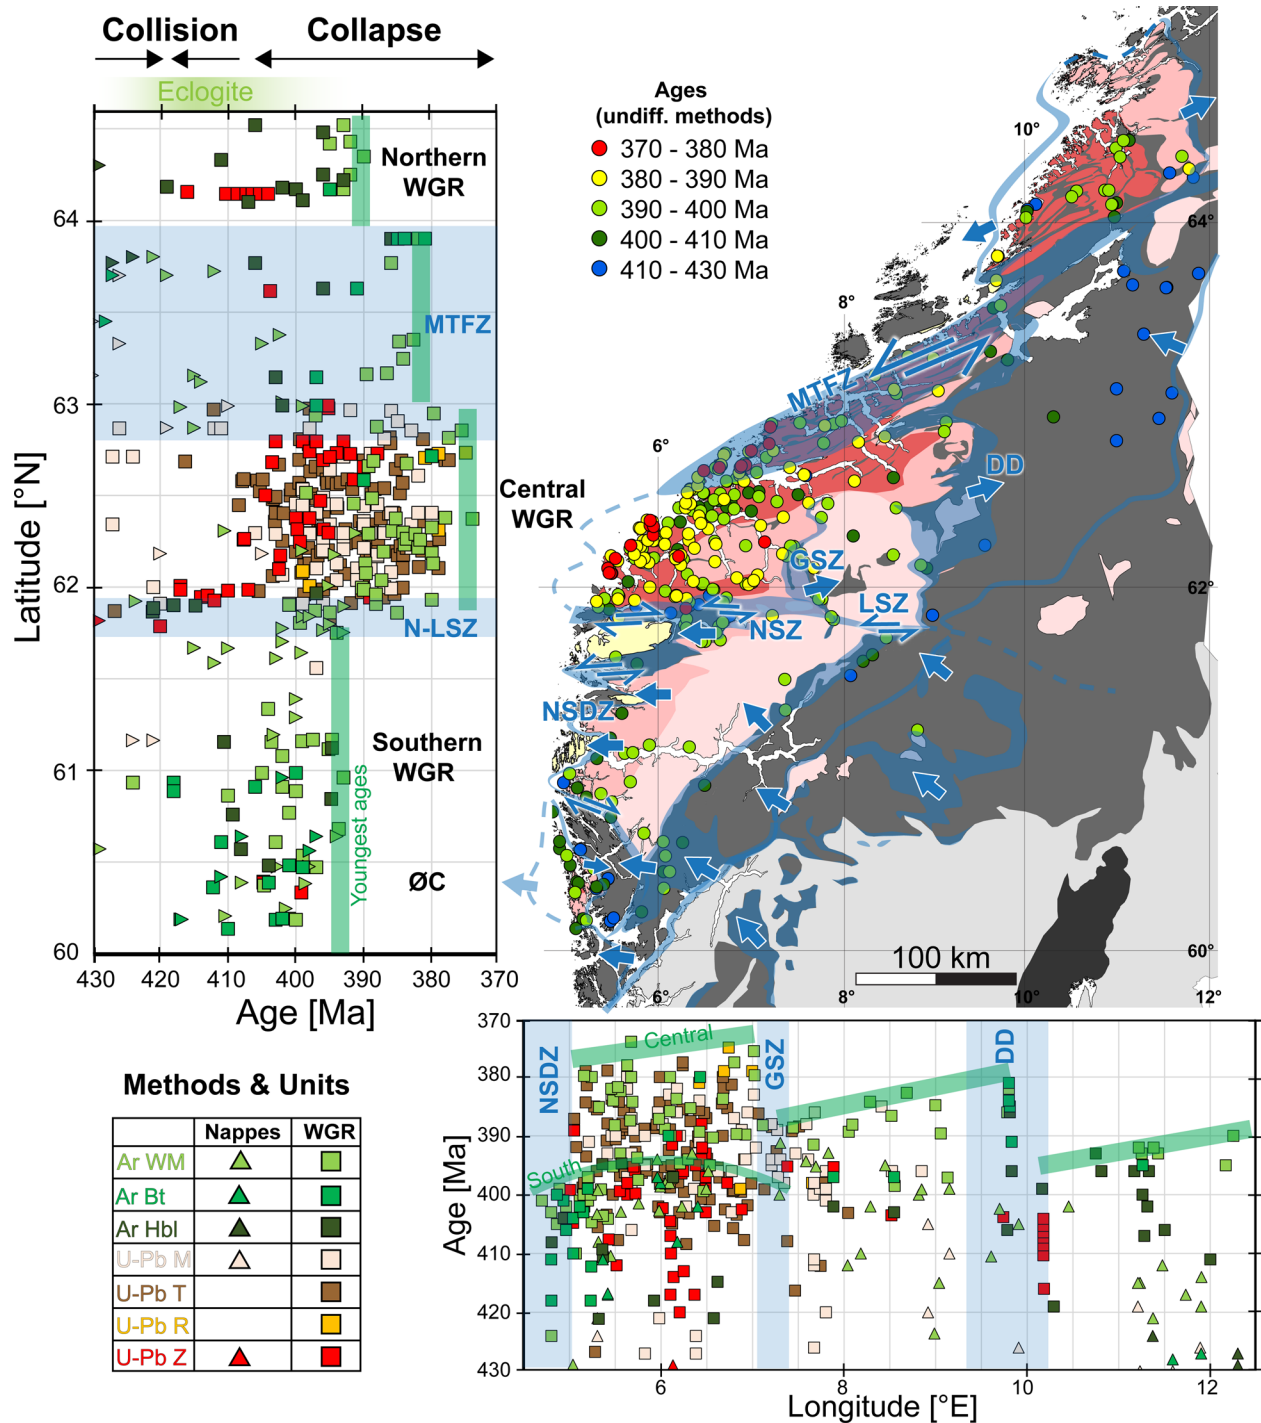 Collision
Collapse
Eclogite
Northern
WGR
MTFZ
Central
WGR
N-LSZ
Southern
WGR
ØC
Youngest ages
64
63
62
61
60
Latitude [°N]
430
420
410
400
390
380
370
Age [Ma]
Ages
(undiff. methods)
370 - 380 Ma
380 - 390 Ma
390 - 400 Ma
400 - 410 Ma
410 - 430 Ma
10°
64°
8°
MTFZ
6°
DD
GSZ
62°
LSZ
NSZ
NSDZ
100 km
60°
6°
8°
10°
12°
Methods & Units
Nappes
WGR
Ar WM
Ar Bt
Ar Hbl
U-Pb M
U-Pb T
U-Pb R
U-Pb Z
370
380
390
400
410
420
430
Age [Ma]
NSDZ
Central
GSZ
DD
South
6
8
10
12
Longitude [°E]